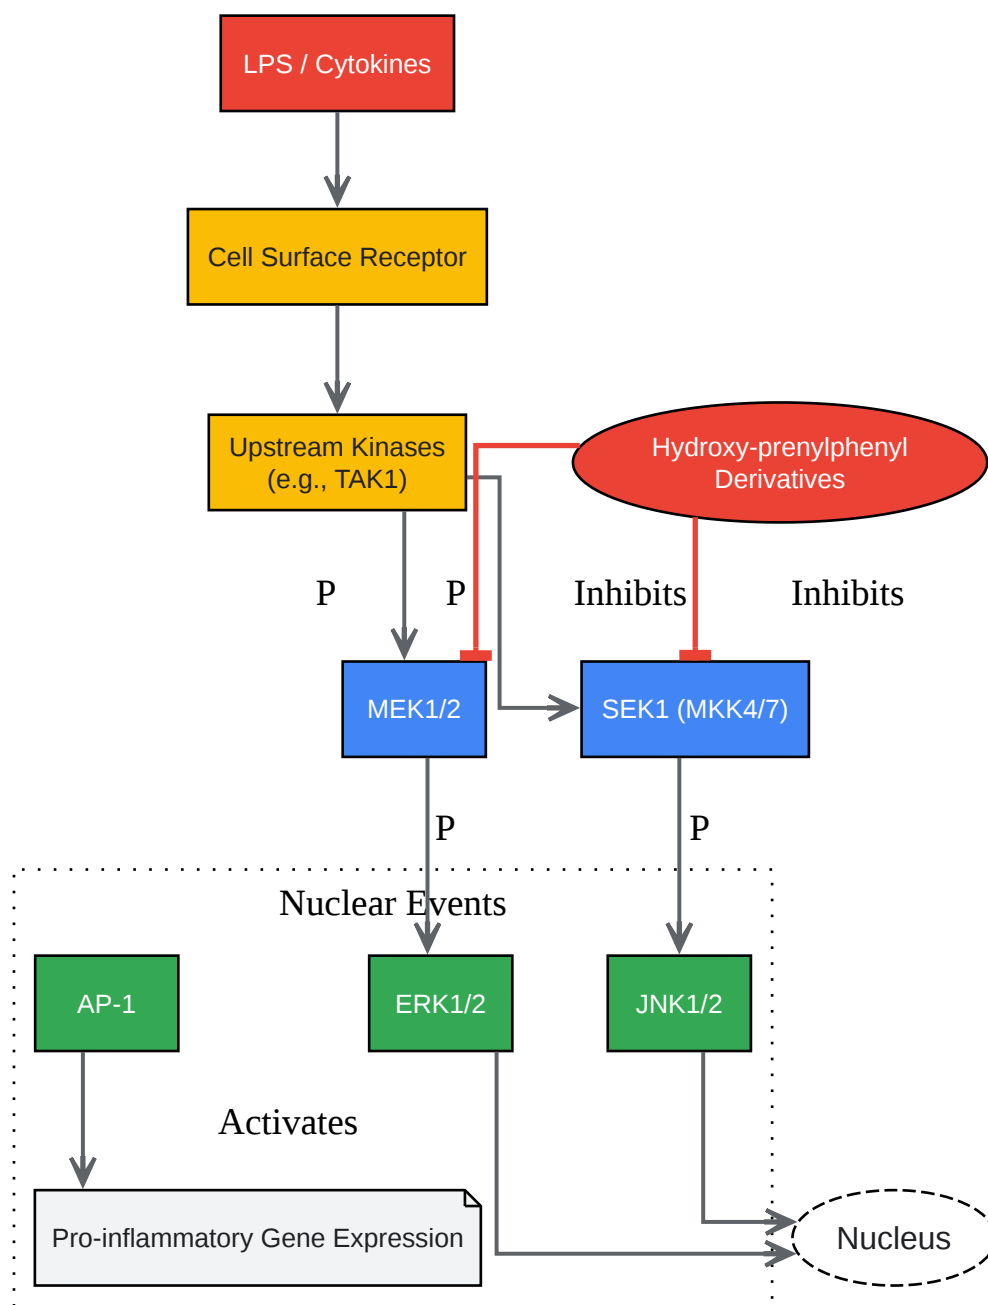 LPS / Cytokines
Cell Surface Receptor
Upstream Kinases
(e.g., TAK1)
Hydroxy-prenylphenyl
Derivatives
P
P
Inhibits
Inhibits
MEK1/2
SEK1 (MKK4/7)
P
P
Nuclear Events
AP-1
ERK1/2
JNK1/2
Activates
Pro-inflammatory Gene Expression
Nucleus